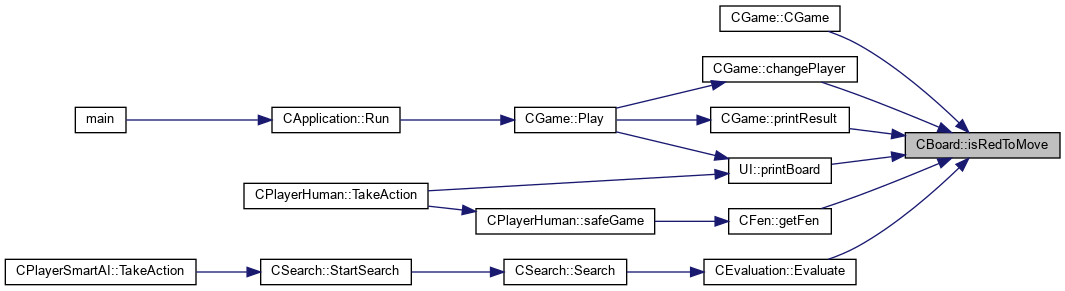 CGame::CGame
CGame::changePlayer
main
CApplication::Run
CGame::Play
CGame::printResult
CBoard::isRedToMove
UI::printBoard
CPlayerHuman::TakeAction
CPlayerHuman::safeGame
CFen::getFen
CPlayerSmartAI::TakeAction
CSearch::StartSearch
CSearch::Search
CEvaluation::Evaluate